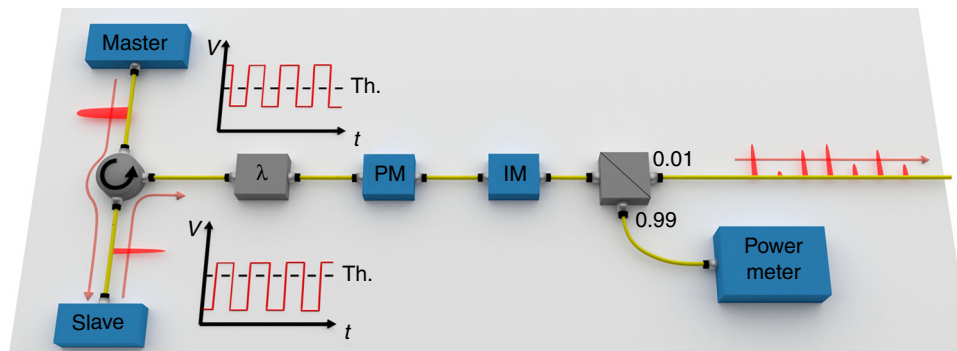 Master
V
Th.
t
λ
PM
IM
0.01
0.99
Power
meter
V
Th.
t
Slave